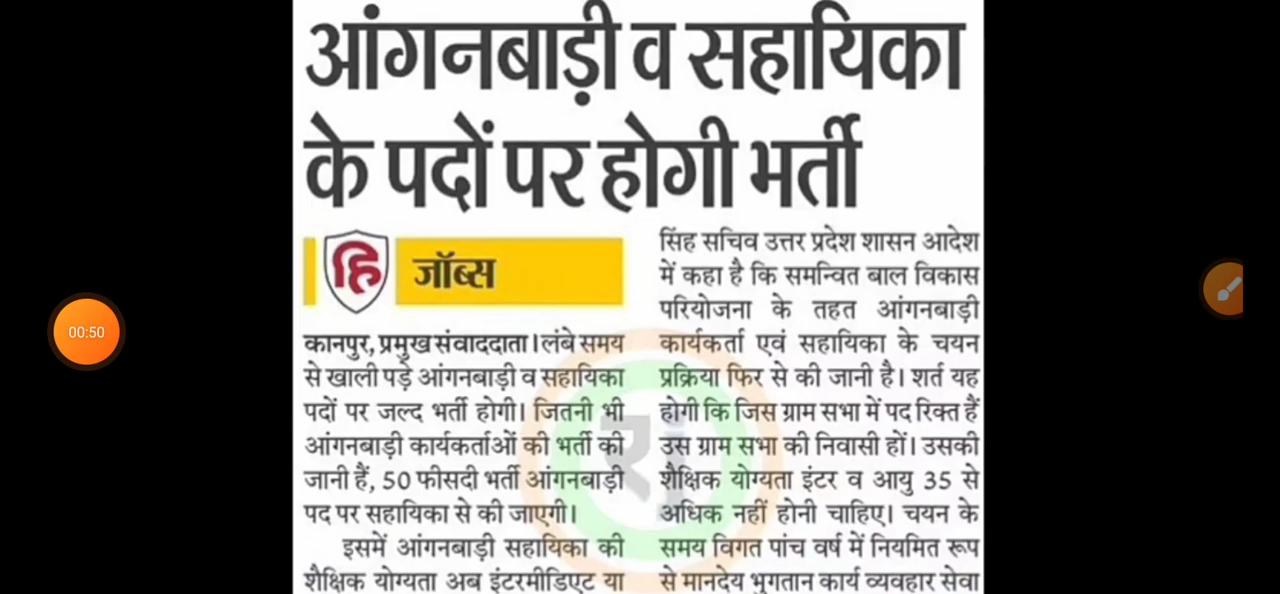 आंगनबाड़ी व सहायिका
के पदों पर होगी भर्ती
हि जॉब्स
कानपुर, प्रमुख संवाददाता। लंबे समय
से खाली पड़े आंगनबाड़ी व सहायिका
पदों पर जल्द भर्ती होगी। जितनी भी
आंगनबाड़ी कार्यकर्ताओं की भर्ती की
जानी हैं, 50 फीसदी भर्ती आंगनबाड़ी
पद पर सहायिका से की जाएगी।
इसमें आंगनबाड़ी सहायिका की
शैक्षिक योग्यता अब इंटरमीडिएट या
सिंह सचिव उत्तर प्रदेश शासन आदेश
में कहा है कि समन्वित बाल विकास
परियोजना के तहत आंगनबाड़ी
कार्यकर्ता एवं सहायिका के चयन
प्रक्रिया फिर से की जानी है। शर्त यह
होगी कि जिस ग्राम सभा में पद रिक्त हैं
उस ग्राम सभा की निवासी हों। उसकी
शैक्षिक योग्यता इंटर व आयु 35 से
अधिक नहीं होनी चाहिए। चयन के
समय विगत पांच वर्ष में नियमित रूप
से मानदेय भुगतान कार्य व्यवहार सेवा
00:50